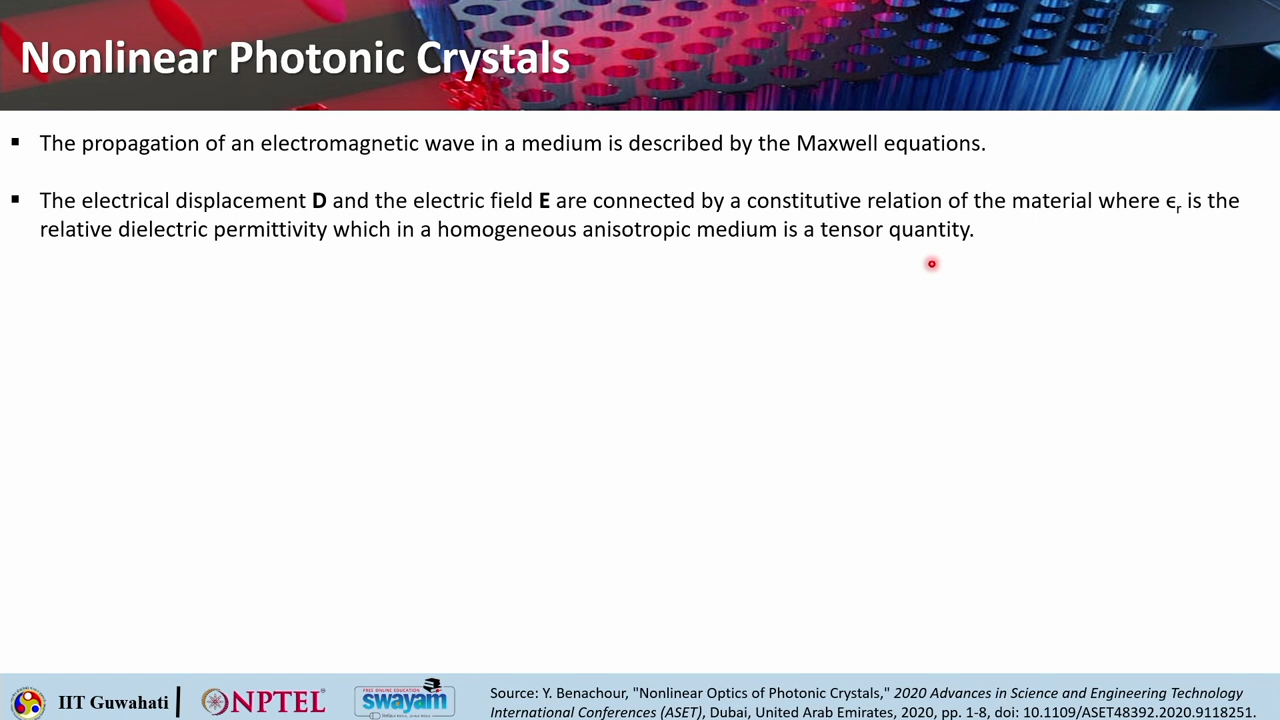 Nonlinear Photonic Crystals
▪ The propagation of an electromagnetic wave in a medium is described by the Maxwell equations.
▪ The electrical displacement D and the electric field E are connected by a constitutive relation of the material where ϵr is the
relative dielectric permittivity which in a homogeneous anisotropic medium is a tensor quantity.
IIT Guwahati
NPTEL
FREE ONLINE EDUCATION
swayam
Source: Y. Benachour, "Nonlinear Optics of Photonic Crystals," 2020 Advances in Science and Engineering Technology
International Conferences (ASET), Dubai, United Arab Emirates, 2020, pp. 1-8, doi: 10.1109/ASET48392.2020.9118251.